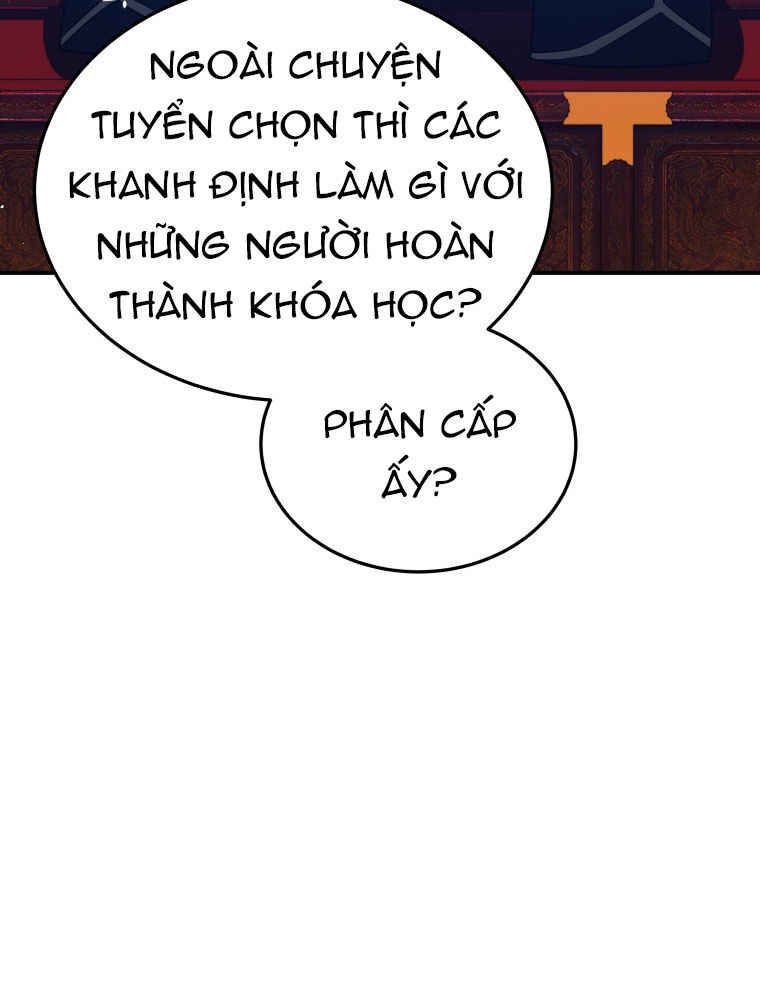 NGOÀI CHUYỆN
TUYỂN CHỌN THÌ CÁC
KHANH ĐỊNH LÀM GÌ VỚI
NHỮNG NGƯỜI HOÀN
THÀNH KHÓA HỌC?
PHÂN CẤP
ẤY?